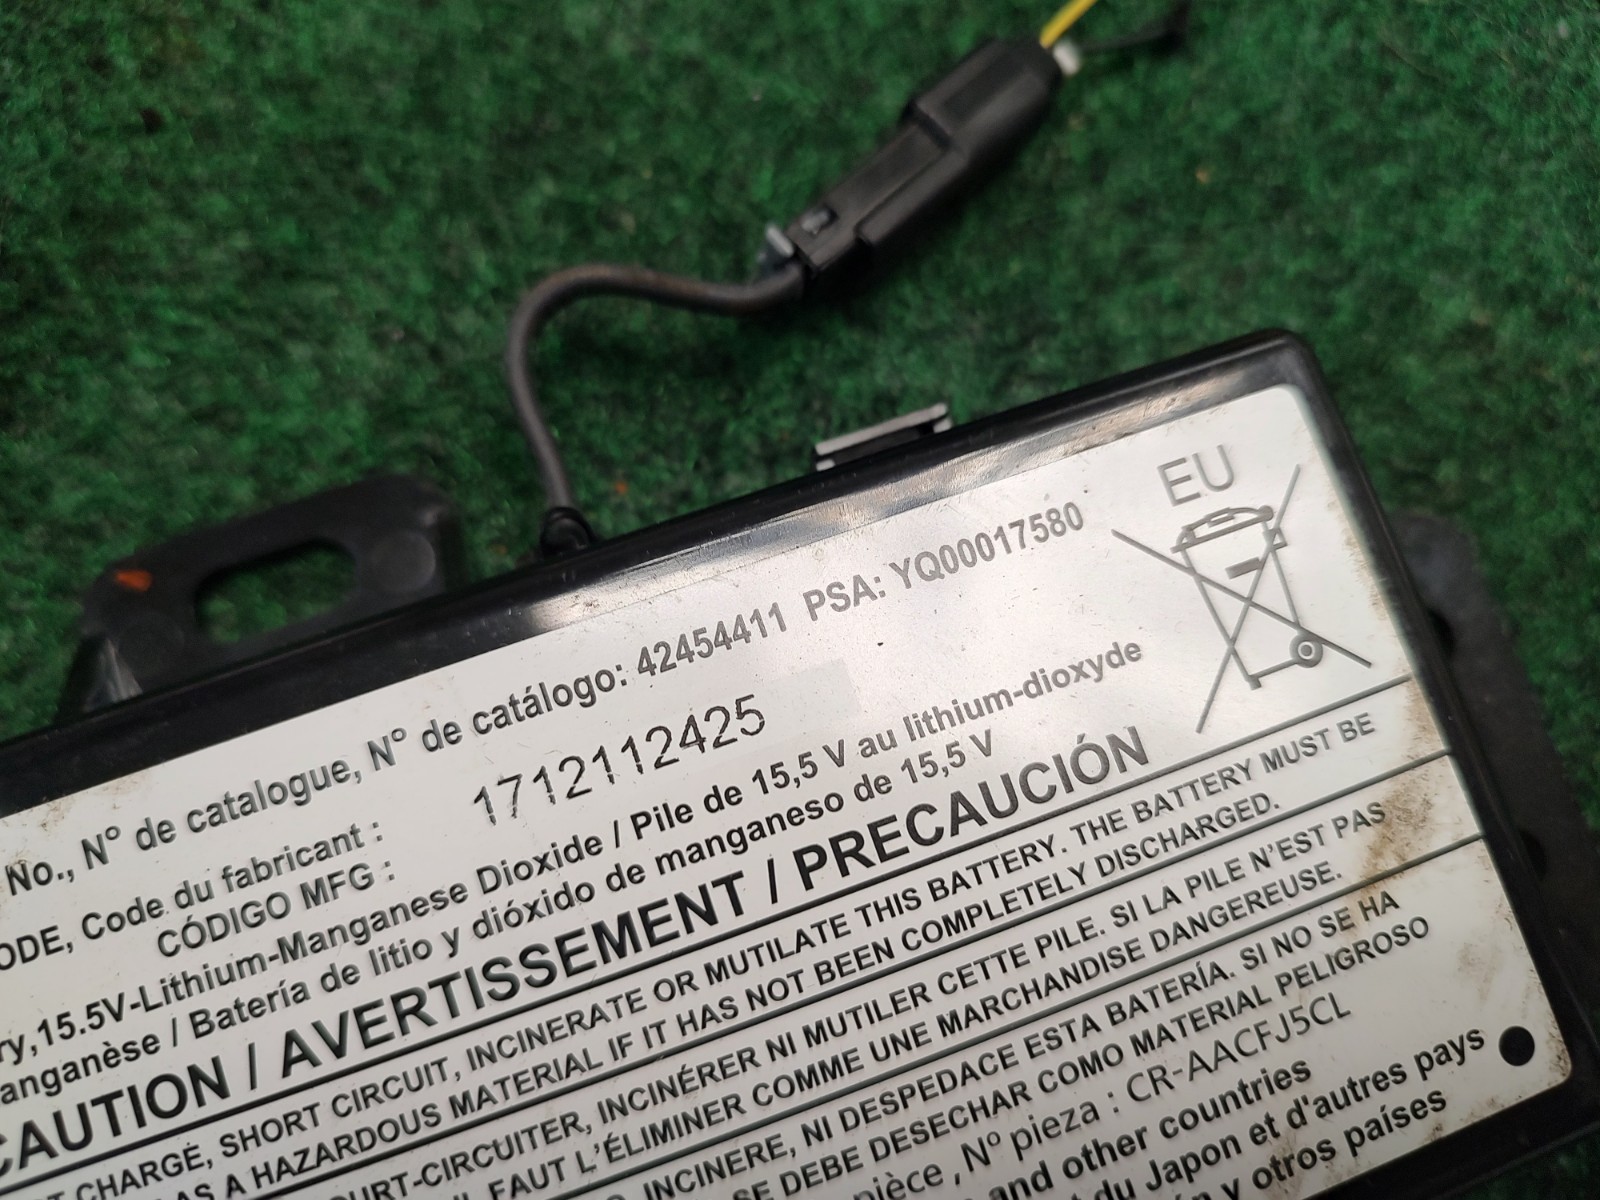 No., N° de catalogue, N° de catálogo: 42454411 PSA: YQ00017580
EU
Code du fabricant :
CÓDIGO MFG :
1712112425
15.5V-Lithium-Manganese Dioxide / Pile de 15,5 V au lithium-dioxyde
/ Batería de litio y dióxido de manganeso de 15,5 V
CAUTION / AVERTISSEMENT / PRECAUCIÓN
CHARGE, SHORT CIRCUIT, INCINERATE OR MUTILATE THIS BATTERY. THE BATTERY MUST BE
AS A HAZARDOUS MATERIAL IF IT HAS NOT BEEN COMPLETELY DISCHARGED.
INCINÉRER NI MUTILER CETTE PILE. SI LA PILE N'EST PAS
FAUT L'ÉLIMINER COMME UNE MARCHANDISE DANGEREUSE.
INCINERE, NI DESPEDACE ESTA BATERÍA. SI NO SE HA
SE DEBE DESECHAR COMO MATERIAL PELIGROSO
pièce , Nº pieza : CR-AACFJ5CL
and other countries
du Japon et d'autres pays
y otros países